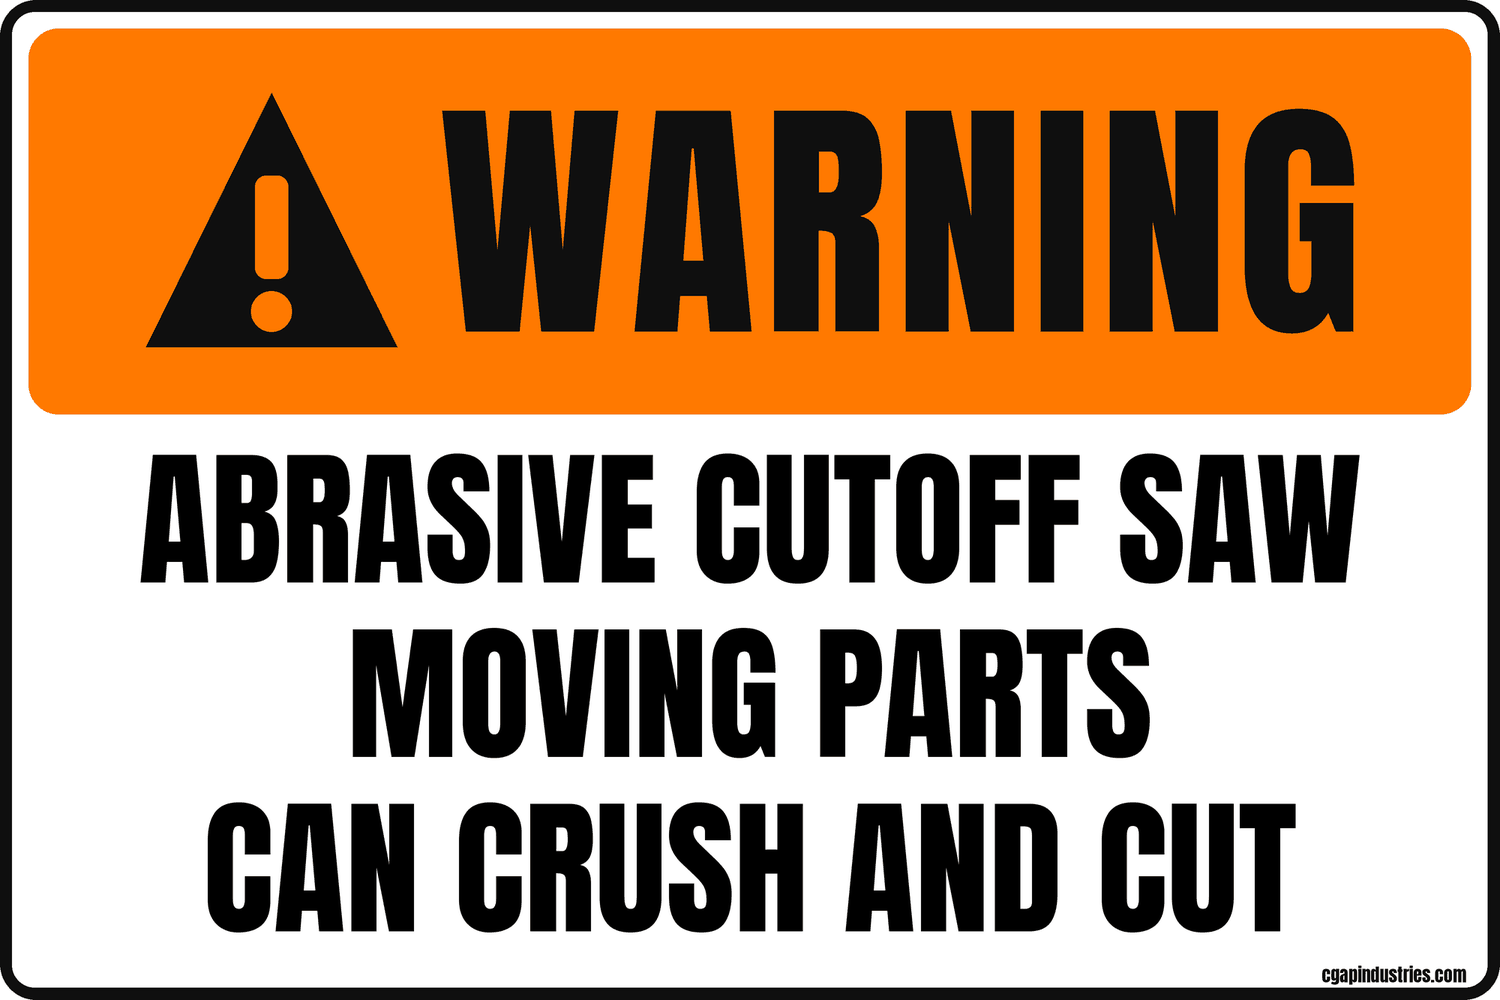 WARNING
ABRASIVE CUTOFF SAW
MOVING PARTS
CAN CRUSH AND CUT
cgapindustries.com